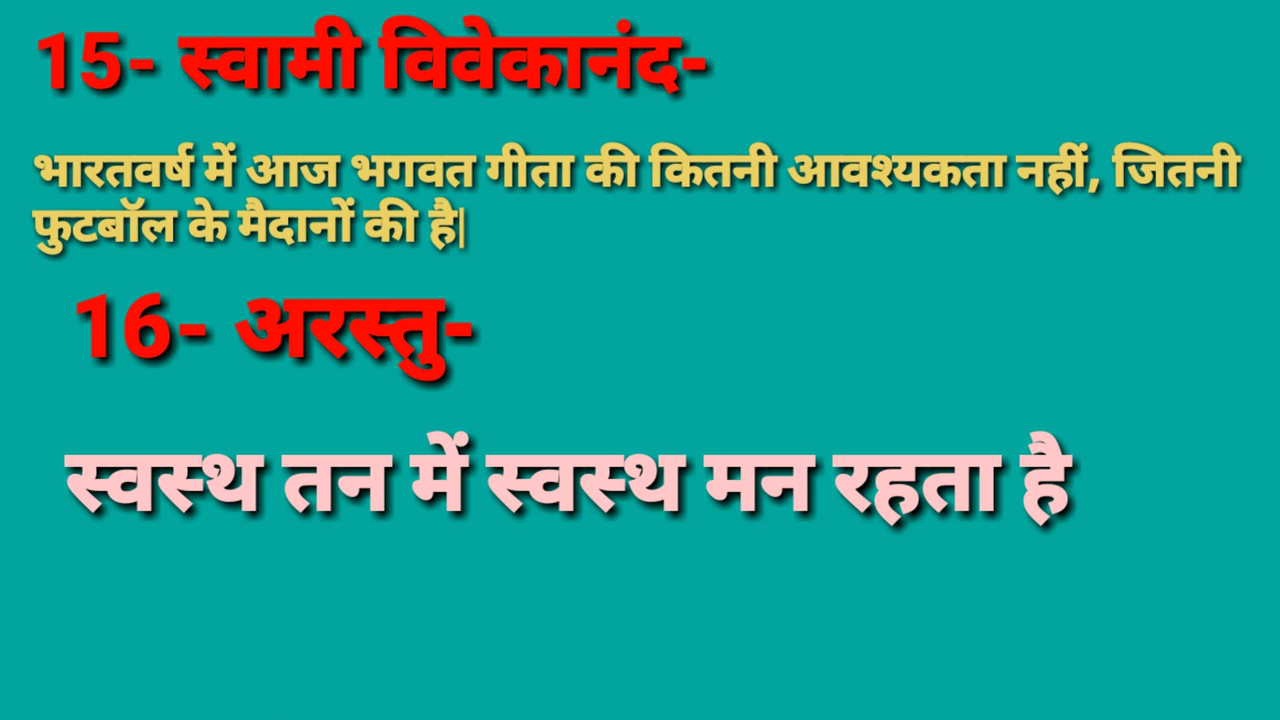 15- स्वामी विवेकानंद-
भारतवर्ष में आज भगवत गीता की कितनी आवश्यकता नहीं, जितनी
फुटबॉल के मैदानों की है|
16- अरस्तु-
स्वस्थ तन में स्वस्थ मन रहता है